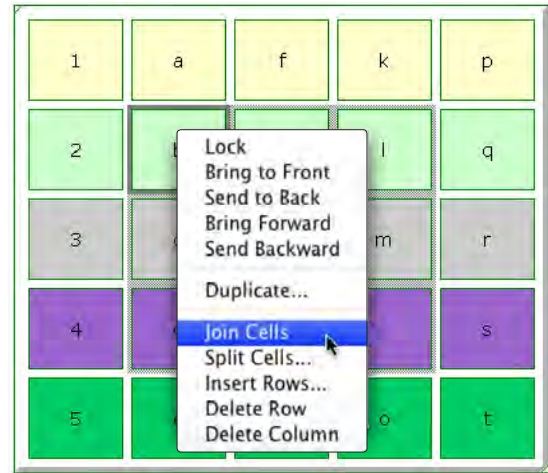 1 a f k p
2 l q
3 m r
4 s
5 o t
Lock
Bring to Front
Send to Back
Bring Forward
Send Backward
Duplicate...
Join Cells
Split Cells...
Insert Rows...
Delete Row
Delete Column